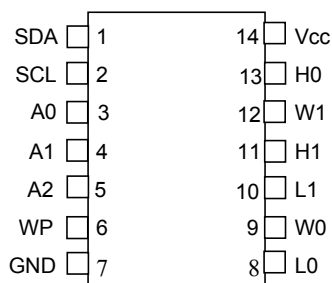 SDA 1 14 Vcc
SCL 2 13 H0
A0 3 12 W1
A1 4 11 H1
A2 5 10 L1
WP 6 9 W0
GND 7 8 L0